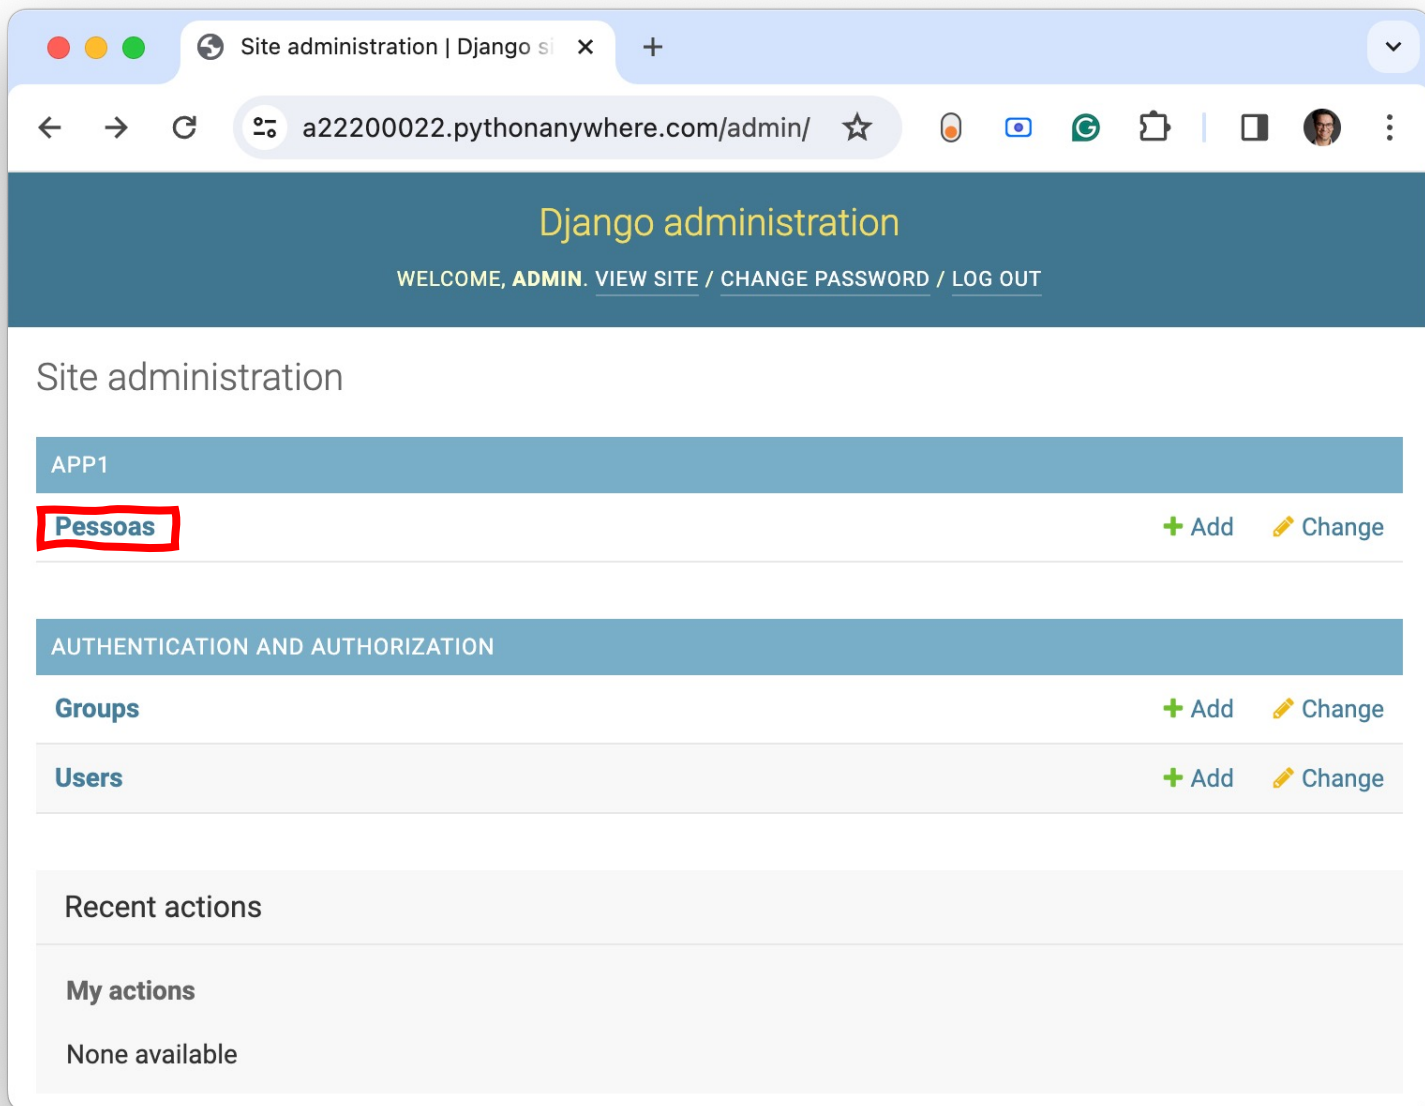 Site administration | Django si
a22200022.pythonanywhere.com/admin/
Django administration
WELCOME, ADMIN. VIEW SITE / CHANGE PASSWORD / LOG OUT
Site administration
APP1
Pessoas Add Change
AUTHENTICATION AND AUTHORIZATION
Groups Add Change
Users Add Change
Recent actions
My actions
None available